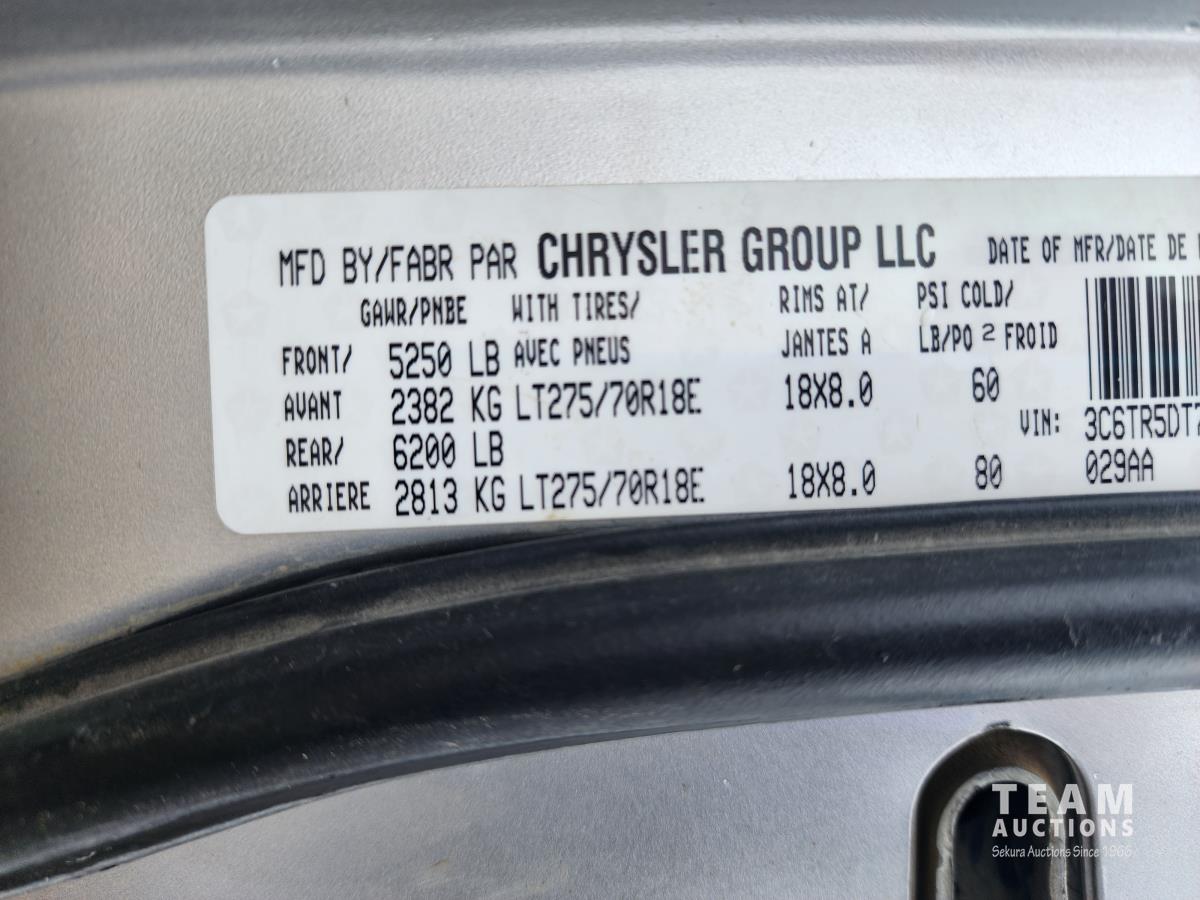 MFD BY/FABR PAR CHRYSLER GROUP LLC DATE OF MFR/DATE DE
GAWR/PNBE WITH TIRES/ RIMS AT/ PSI COLD/
FRONT/ 5250 LB AVEC PNEUS JANTES A LB/PO² FROID
AVANT 2382 KG LT275/70R18E 18X8.0 60
REAR/ 6200 LB VIN: 3C6TR5DT
ARRIERE 2813 KG LT275/70R18E 18X8.0 80 029AA
TEAM
AUCTIONS
Sekura Auctions Since 1966